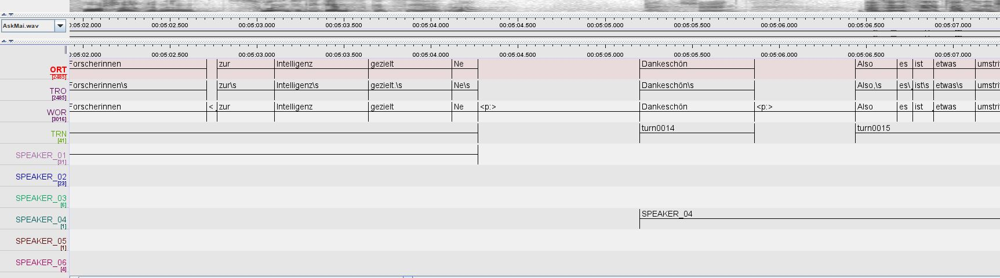 AskMai.wav
0:05:02.000 00:05:02.500 00:05:03.000 00:05:03.500 00:05:04.000 00:05:04.500 00:05:05.000 00:05:05.500 00:05:06.000 00:05:06.500 00:05:07.000
0:05:02.000 00:05:02.500 00:05:03.000 00:05:03.500 00:05:04.000 00:05:04.500 00:05:05.000 00:05:05.500 00:05:06.000 00:05:06.500 00:05:07.000
ORT Forscherinnen zur Intelligenz gezielt Ne Dankeschön Also es ist etwas umstri
[2485]
TRO Forscherinnen\s zur\s Intelligenz\s gezielt.\s Ne\s Dankeschön\s Also,\s es\ ist\s etwas\s umstri
[2485]
WOR Forscherinnen < zur Intelligenz gezielt Ne <p:> Dankeschön <p:> Also es ist etwas umstri
[3016]
TRN turn0014 turn0015
[41]
SPEAKER_01
[31]
SPEAKER_02
[23]
SPEAKER_03
[6]
SPEAKER_04 SPEAKER_04
[1]
SPEAKER_05
[1]
SPEAKER_06
[4]